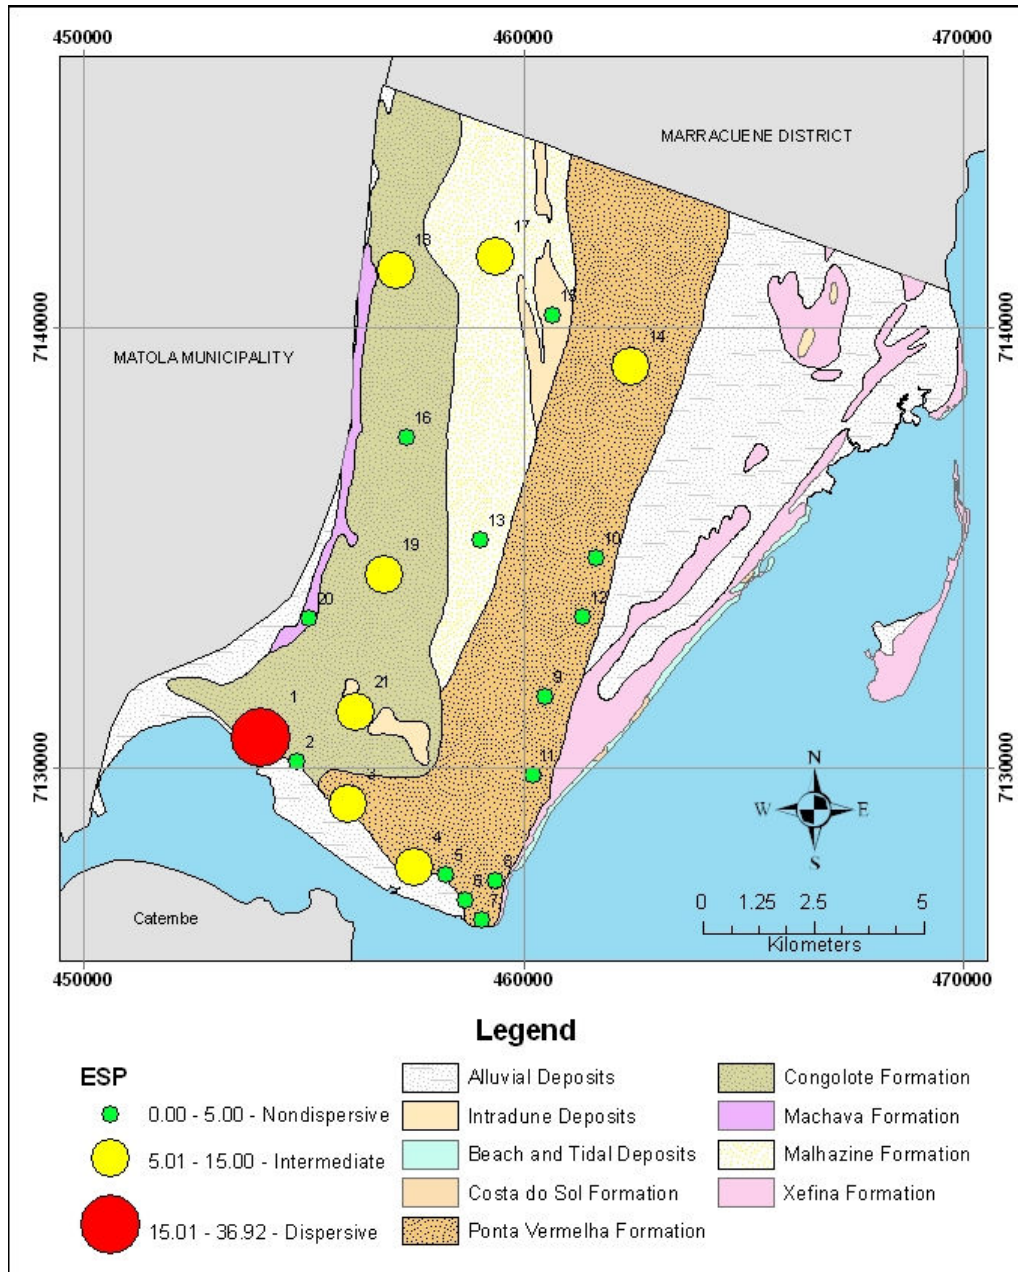 450000 460000 470000
MARRACUENE DISTRICT
17
18
7140000 15 7140000
14
MATOLA MUNICIPALITY
16
13
19 10
20 12
21 9
1
2 11
7130000 3 7130000
N
W E
S
4
5 8
6
7
0 1.25 2.5 5
Kilometers
Catembe
450000 460000 470000
Legend
ESP
0.00 - 5.00 - Nondispersive
5.01 - 15.00 - Intermediate
15.01 - 36.92 - Dispersive
Alluvial Deposits
Intradune Deposits
Beach and Tidal Deposits
Costa do Sol Formation
Ponta Vermelha Formation
Congolote Formation
Machava Formation
Malhazine Formation
Xefina Formation